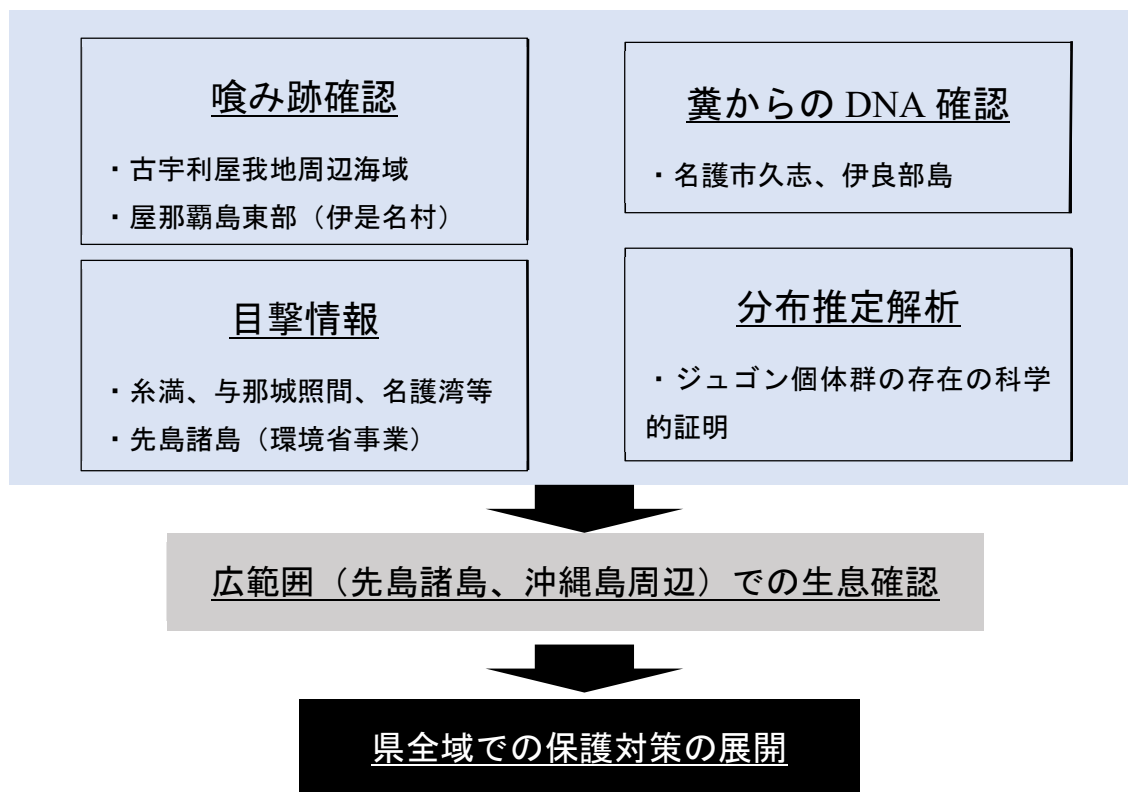 喰み跡確認
・古宇利屋我地周辺海域
・屋那覇島東部（伊是名村）
糞からの DNA 確認
・名護市久志、伊良部島
目撃情報
・糸満、与那城照間、名護湾等
・先島諸島（環境省事業）
分布推定解析
・ジュゴン個体群の存在の科学
的証明
広範囲（先島諸島、沖縄島周辺）での生息確認
県全域での保護対策の展開